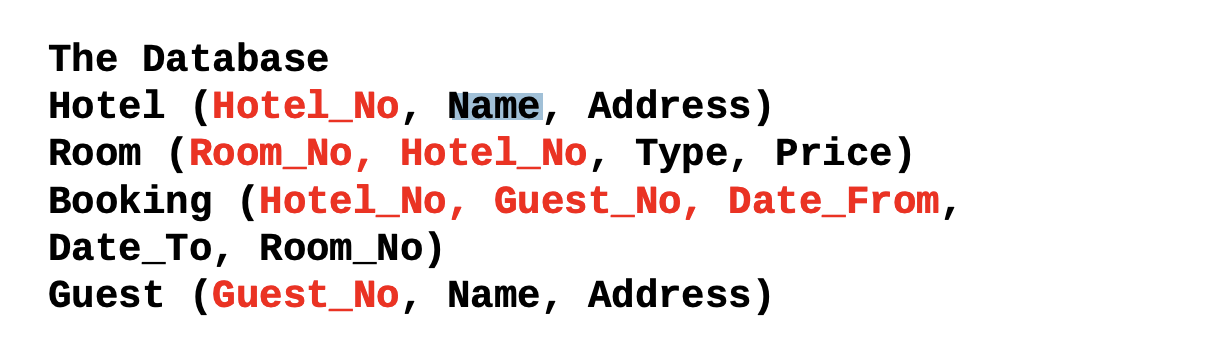 The Database
Hotel (Hotel_No, Name, Address)
Room (Room_No, Hotel_No, Type, Price)
Booking (Hotel_No, Guest_No, Date_From,
Date_To, Room_No)
Guest (Guest_No, Name, Address)